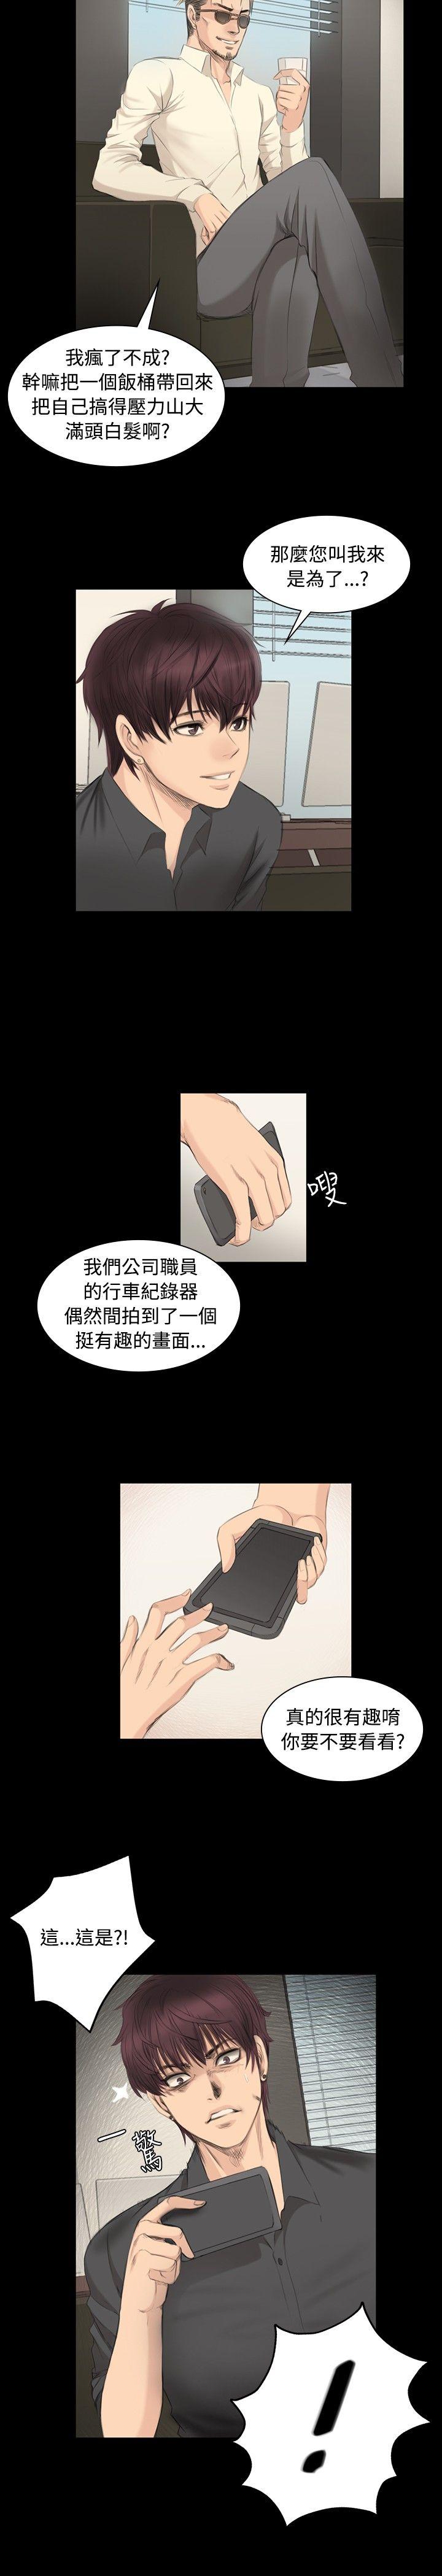 我瘋了不成?
幹嘛把一個飯桶帶回來
把自己搞得壓力山大
滿頭白髮啊?
那麼您叫我來
是為了...?
嗖
我們公司職員
的行車紀錄器
偶然間拍到了一個
挺有趣的畫面...
真的很有趣唷
你要不要看看?
這...這是?!
驚
!